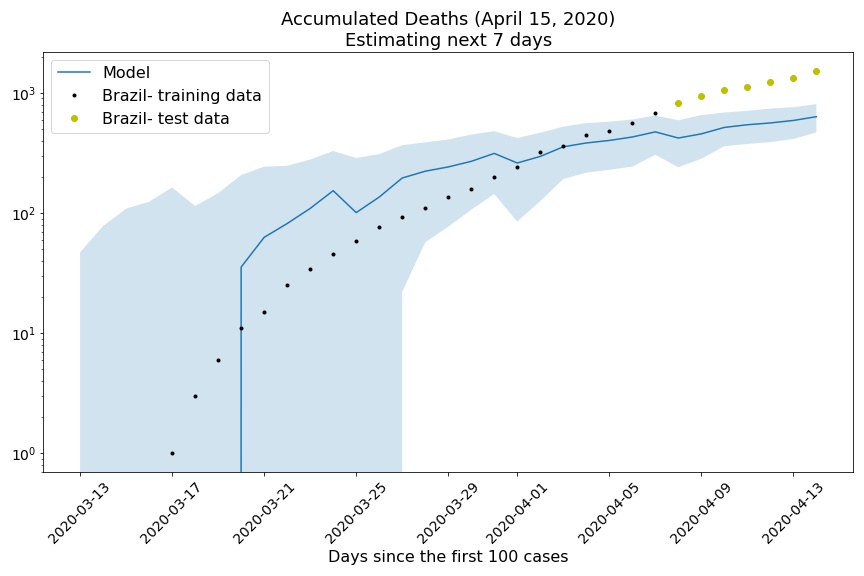 Accumulated Deaths (April 15, 2020)
Estimating next 7 days
Model
Brazil- training data
Brazil- test data
10³
10²
10¹
10⁰
2020-03-13
2020-03-17
2020-03-21
2020-03-25
2020-03-29
2020-04-01
2020-04-05
2020-04-09
2020-04-13
Days since the first 100 cases